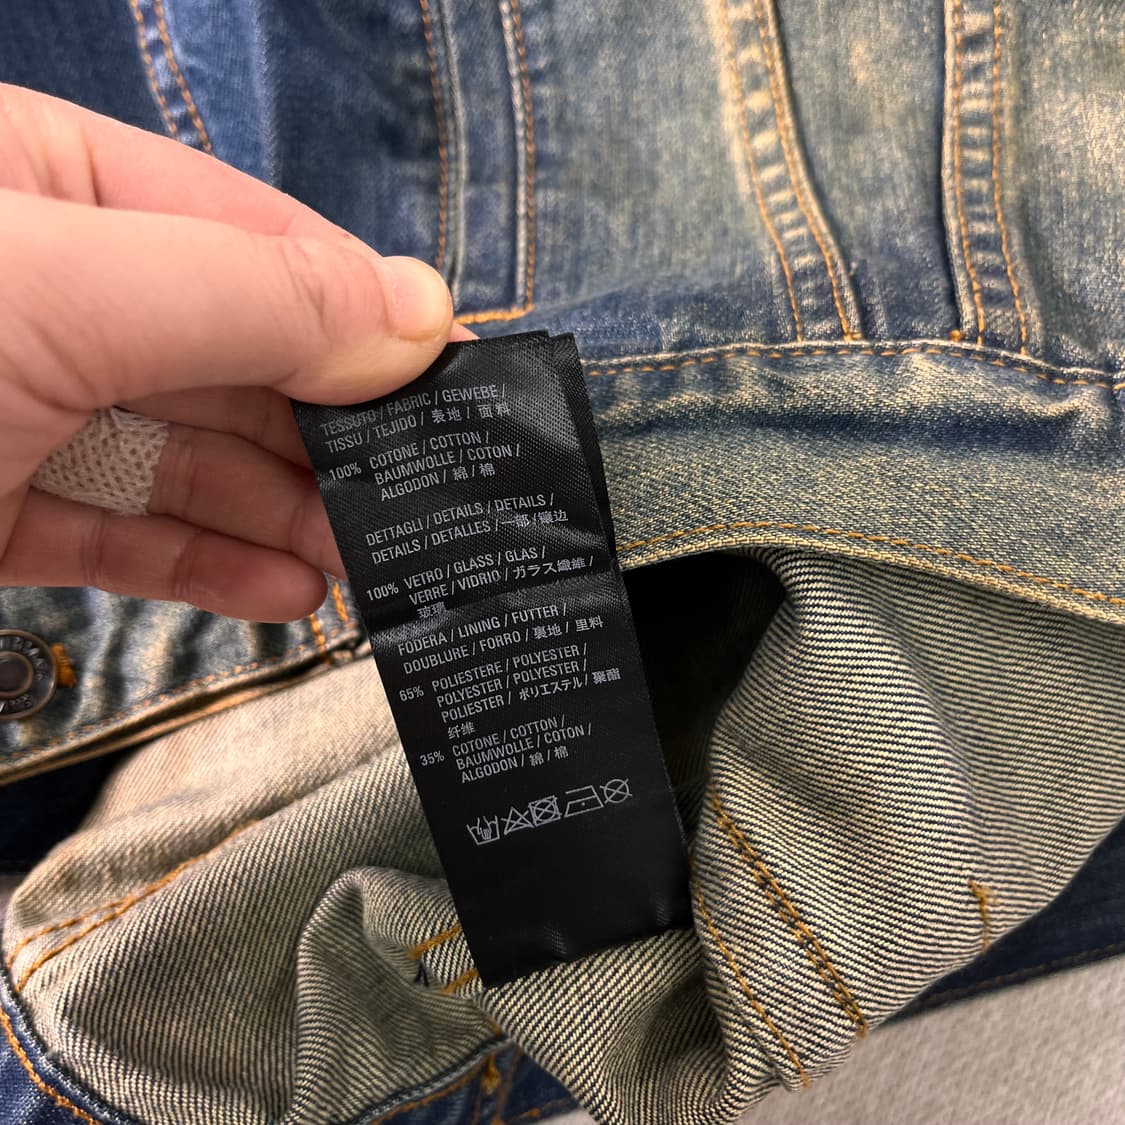 TESSUTO / FABRIC / GEWEBE /
TISSU / TEJIDO / 表地 / 面料
100% COTONE / COTTON /
BAUMWOLLE / COTON /
ALGODON / 綿 / 棉
DETTAGLI / DETAILS / DETAILS /
DETAILS / DETALLES / 一部 / 镶边
100% VETRO / GLASS / GLAS /
VERRE / VIDRIO / ガラス繊維 /
玻璃
FODERA / LINING / FUTTER /
DOUBLURE / FORRO / 裏地 / 里料
65% POLIESTERE / POLYESTER /
POLYESTER / POLYESTER /
POLIESTER / ポリエステル / 聚酯
纤维
35% COTONE / COTTON /
BAUMWOLLE / COTON /
ALGODON / 綿 / 棉